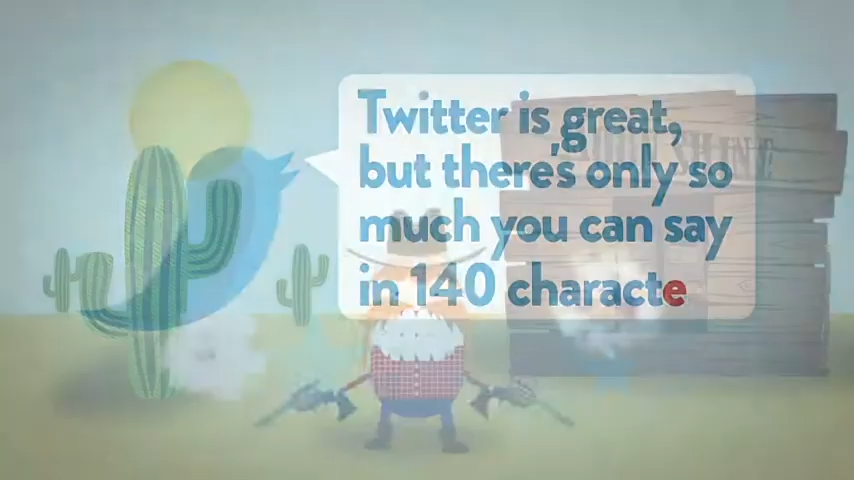 Twitter is great,
but there's only so
much you can say
in 140 characte